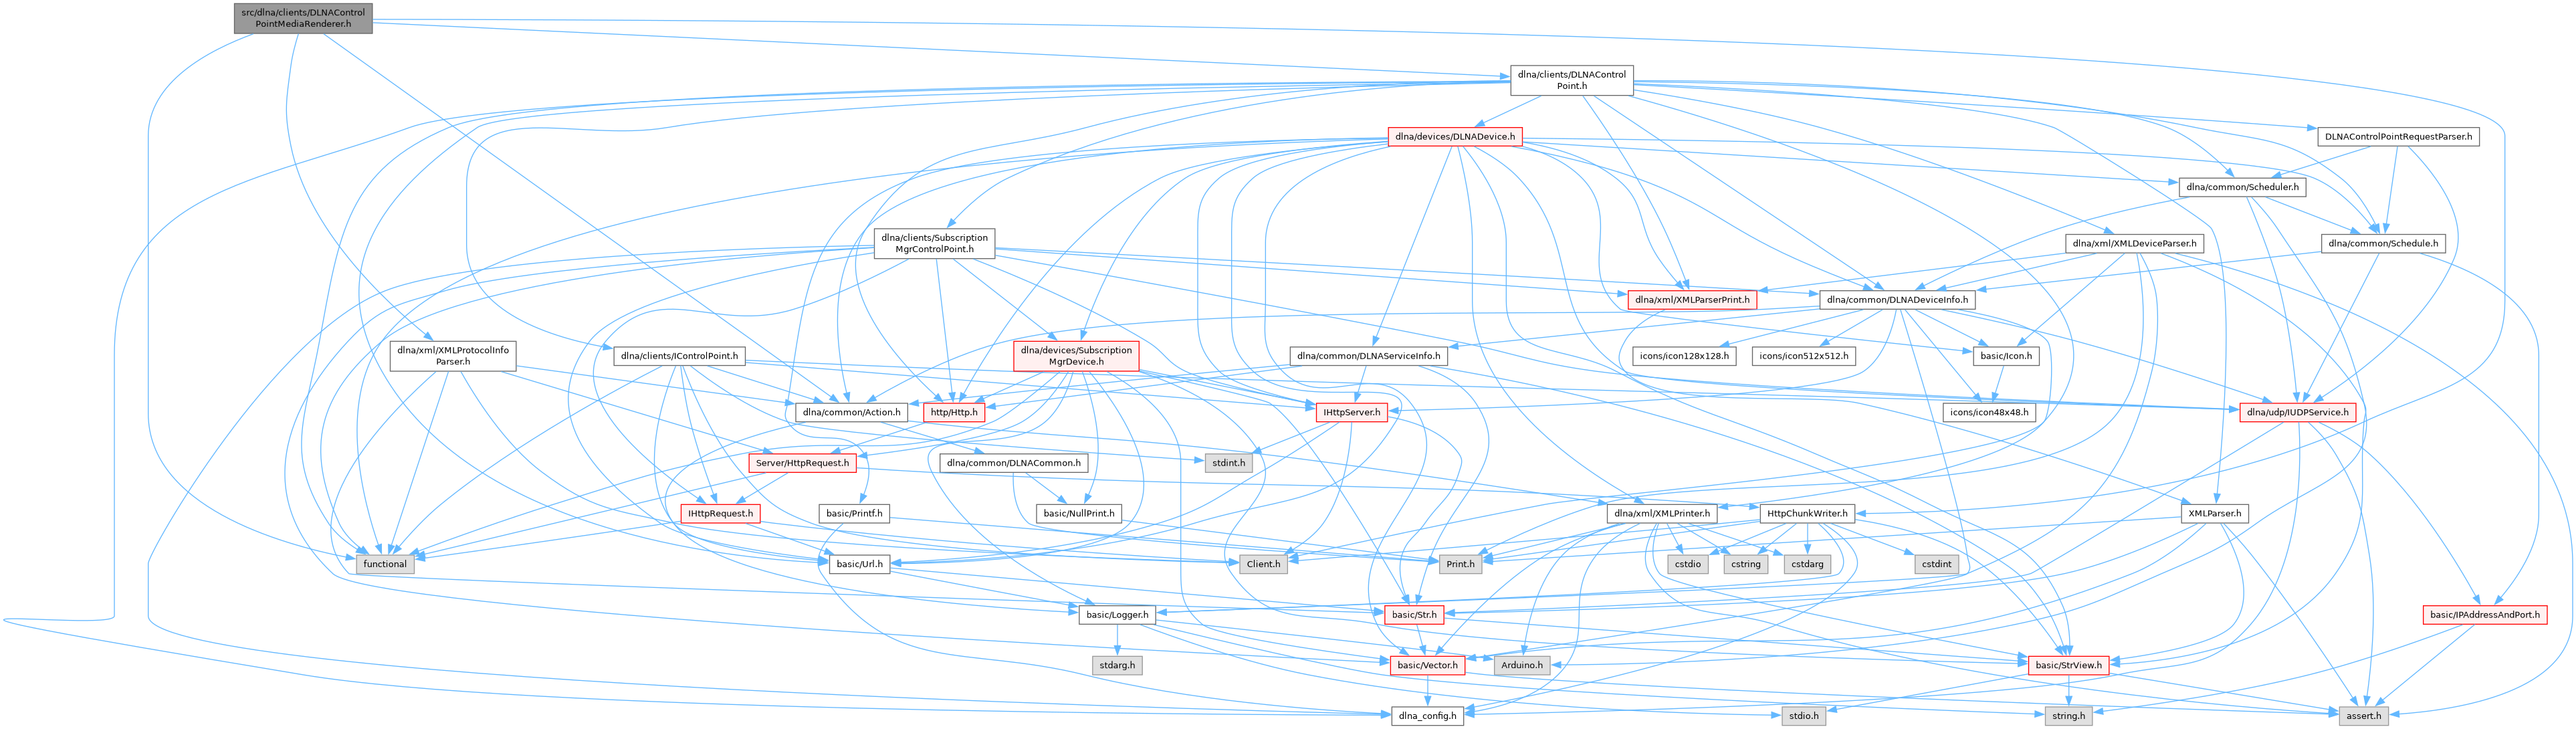 src/dlna/clients/DLNAControl
PointMediaRenderer.h
dlna/clients/DLNAControl
Point.h
dlna/devices/DLNADevice.h
DLNAControlPointRequestParser.h
dlna/common/Scheduler.h
dlna/clients/Subscription
MgrControlPoint.h
dlna/xml/XMLDeviceParser.h
dlna/common/Schedule.h
dlna/xml/XMLParserPrint.h
dlna/common/DLNADeviceInfo.h
dlna/xml/XMLProtocolInfo
Parser.h
dlna/clients/IControlPoint.h
dlna/devices/Subscription
MgrDevice.h
dlna/common/DLNAServiceInfo.h
icons/icon128x128.h
icons/icon512x512.h
basic/Icon.h
dlna/common/Action.h
http/Http.h
IHttpServer.h
icons/icon48x48.h
dlna/udp/IUDPService.h
Server/HttpRequest.h
dlna/common/DLNACommon.h
stdint.h
IHttpRequest.h
basic/Printf.h
basic/NullPrint.h
dlna/xml/XMLPrinter.h
HttpChunkWriter.h
XMLParser.h
functional
basic/Url.h
Client.h
Print.h
cstdio
cstring
cstdarg
cstdint
basic/Logger.h
basic/Str.h
basic/IPAddressAndPort.h
stdarg.h
basic/Vector.h
Arduino.h
basic/StrView.h
dlna_config.h
stdio.h
string.h
assert.h